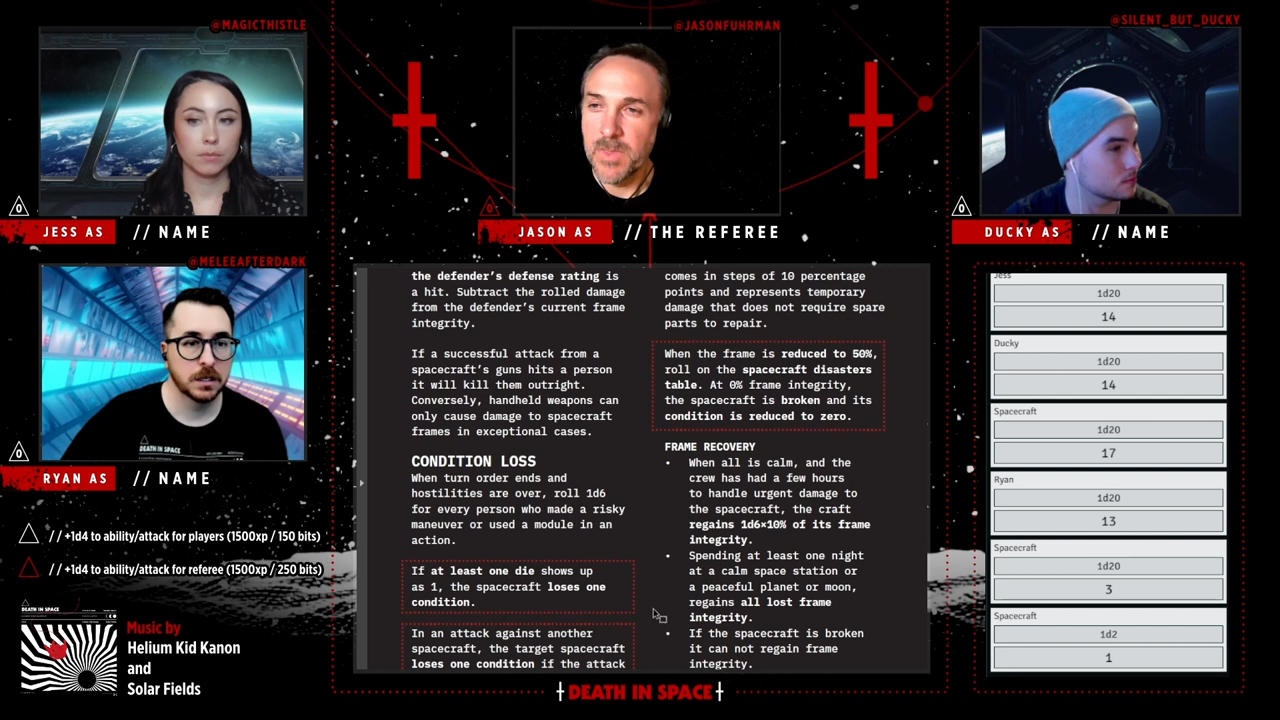 @MAGICTHISTLE
@JASONFUHRMAN
@SILENT_BUT_DUCKY
0
0
0
JESS AS // NAME
JASON AS // THE REFEREE
DUCKY AS // NAME
@MELEEAFTERDARK
DEATH IN SPACE
0
RYAN AS // NAME
// +1d4 to ability/attack for players (1500xp / 150 bits)
// +1d4 to ability/attack for referee (1500xp / 250 bits)
DEATH IN SPACE
Music by
Helium Kid Kanon
and
Solar Fields
the defender's defense rating is
a hit. Subtract the rolled damage
from the defender's current frame
integrity.
If a successful attack from a
spacecraft's guns hits a person
it will kill them outright.
Conversely, handheld weapons can
only cause damage to spacecraft
frames in exceptional cases.
CONDITION LOSS
When turn order ends and
hostilities are over, roll 1d6
for every person who made a risky
maneuver or used a module in an
action.
If at least one die shows up
as 1, the spacecraft loses one
condition.
In an attack against another
spacecraft, the target spacecraft
loses one condition if the attack
comes in steps of 10 percentage
points and represents temporary
damage that does not require spare
parts to repair.
When the frame is reduced to 50%,
roll on the spacecraft disasters
table. At 0% frame integrity,
the spacecraft is broken and its
condition is reduced to zero.
FRAME RECOVERY
• When all is calm, and the
crew has had a few hours
to handle urgent damage to
the spacecraft, the craft
regains 1d6×10% of its frame
integrity.
• Spending at least one night
at a calm space station or
a peaceful planet or moon,
regains all lost frame
integrity.
• If the spacecraft is broken
it can not regain frame
integrity.
Jess
1d20
14
Ducky
1d20
14
Spacecraft
1d20
17
Ryan
1d20
13
Spacecraft
1d20
3
Spacecraft
1d2
1
DEATH IN SPACE